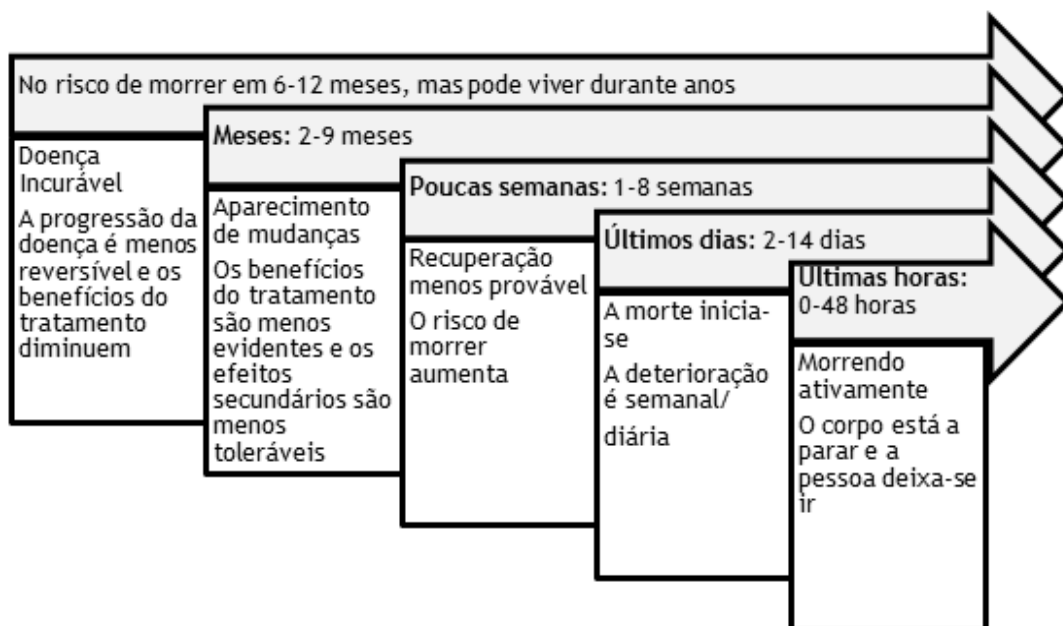 No risco de morrer em 6-12 meses, mas pode viver durante anos
Doença
Incurável
A progressão da
doença é menos
reversível e os
benefícios do
tratamento
diminuem
Meses: 2-9 meses
Aparecimento
de mudanças
Os benefícios
do tratamento
são menos
evidentes e os
efeitos
secundários são
menos
toleráveis
Poucas semanas: 1-8 semanas
Recuperação
menos provável
O risco de
morrer
aumenta
Últimos dias: 2-14 dias
A morte inicia-
se
A deterioração
é semanal/
diária
Últimas horas:
0-48 horas
Morrendo
ativamente
O corpo está a
parar e a
pessoa deixa-se
ir